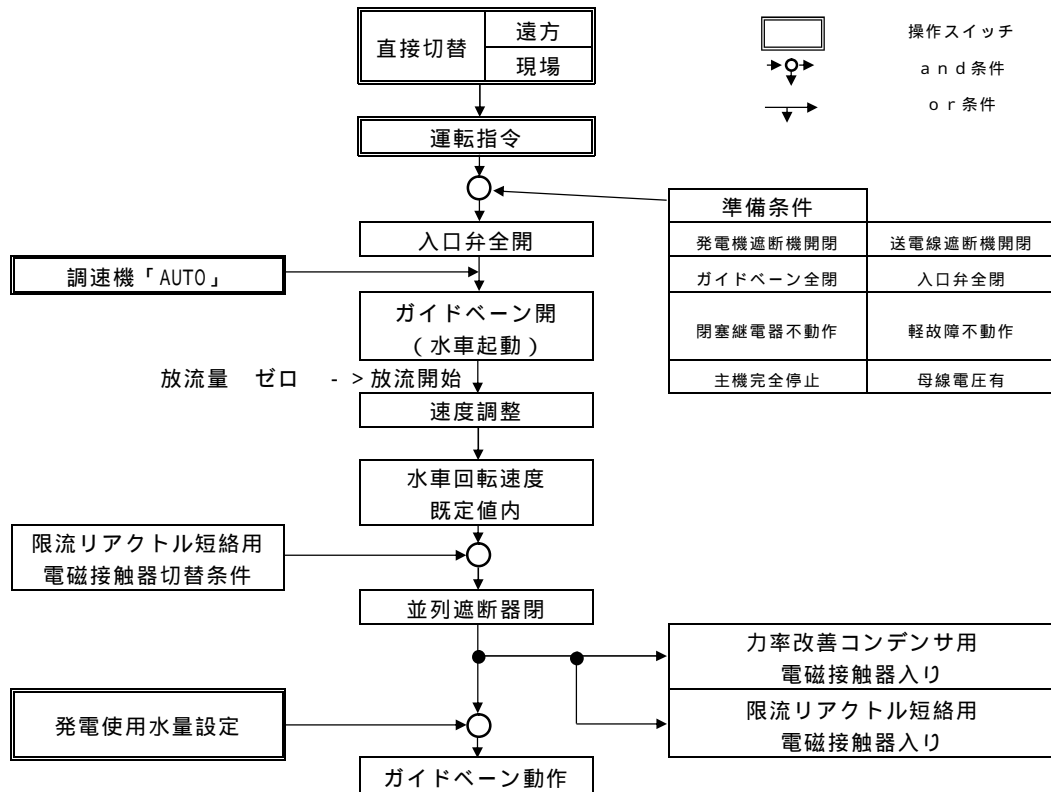 直接切替
遠方
現場
操作スイッチ
and条件
or条件
運転指令
準備条件
発電機遮断機開閉
送電線遮断機開閉
ガイドベーン全閉
入口弁全閉
閉塞継電器不動作
軽故障不動作
主機完全停止
母線電圧有
入口弁全開
調速機「AUTO」
ガイドベーン開
(水車起動)
放流量 ゼロ ->放流開始
速度調整
水車回転速度
既定値内
限流リアクトル短絡用
電磁接触器切替条件
並列遮断器閉
力率改善コンデンサ用
電磁接触器入り
限流リアクトル短絡用
電磁接触器入り
発電使用水量設定
ガイドベーン動作